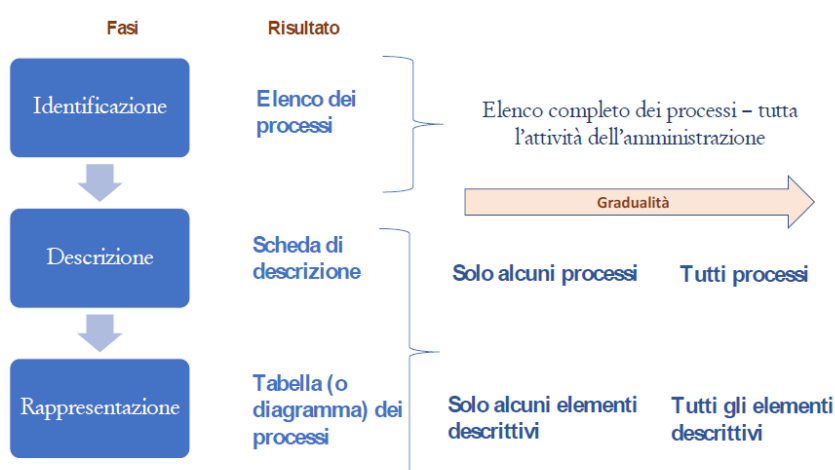 Fasi
Risultato
Identificazione
Elenco dei
processi
Elenco completo dei processi – tutta
l’attività dell’amministrazione
Gradualità
Descrizione
Scheda di
descrizione
Solo alcuni processi
Tutti processi
Rappresentazione
Tabella (o
diagramma) dei
processi
Solo alcuni elementi
descrittivi
Tutti gli elementi
descrittivi